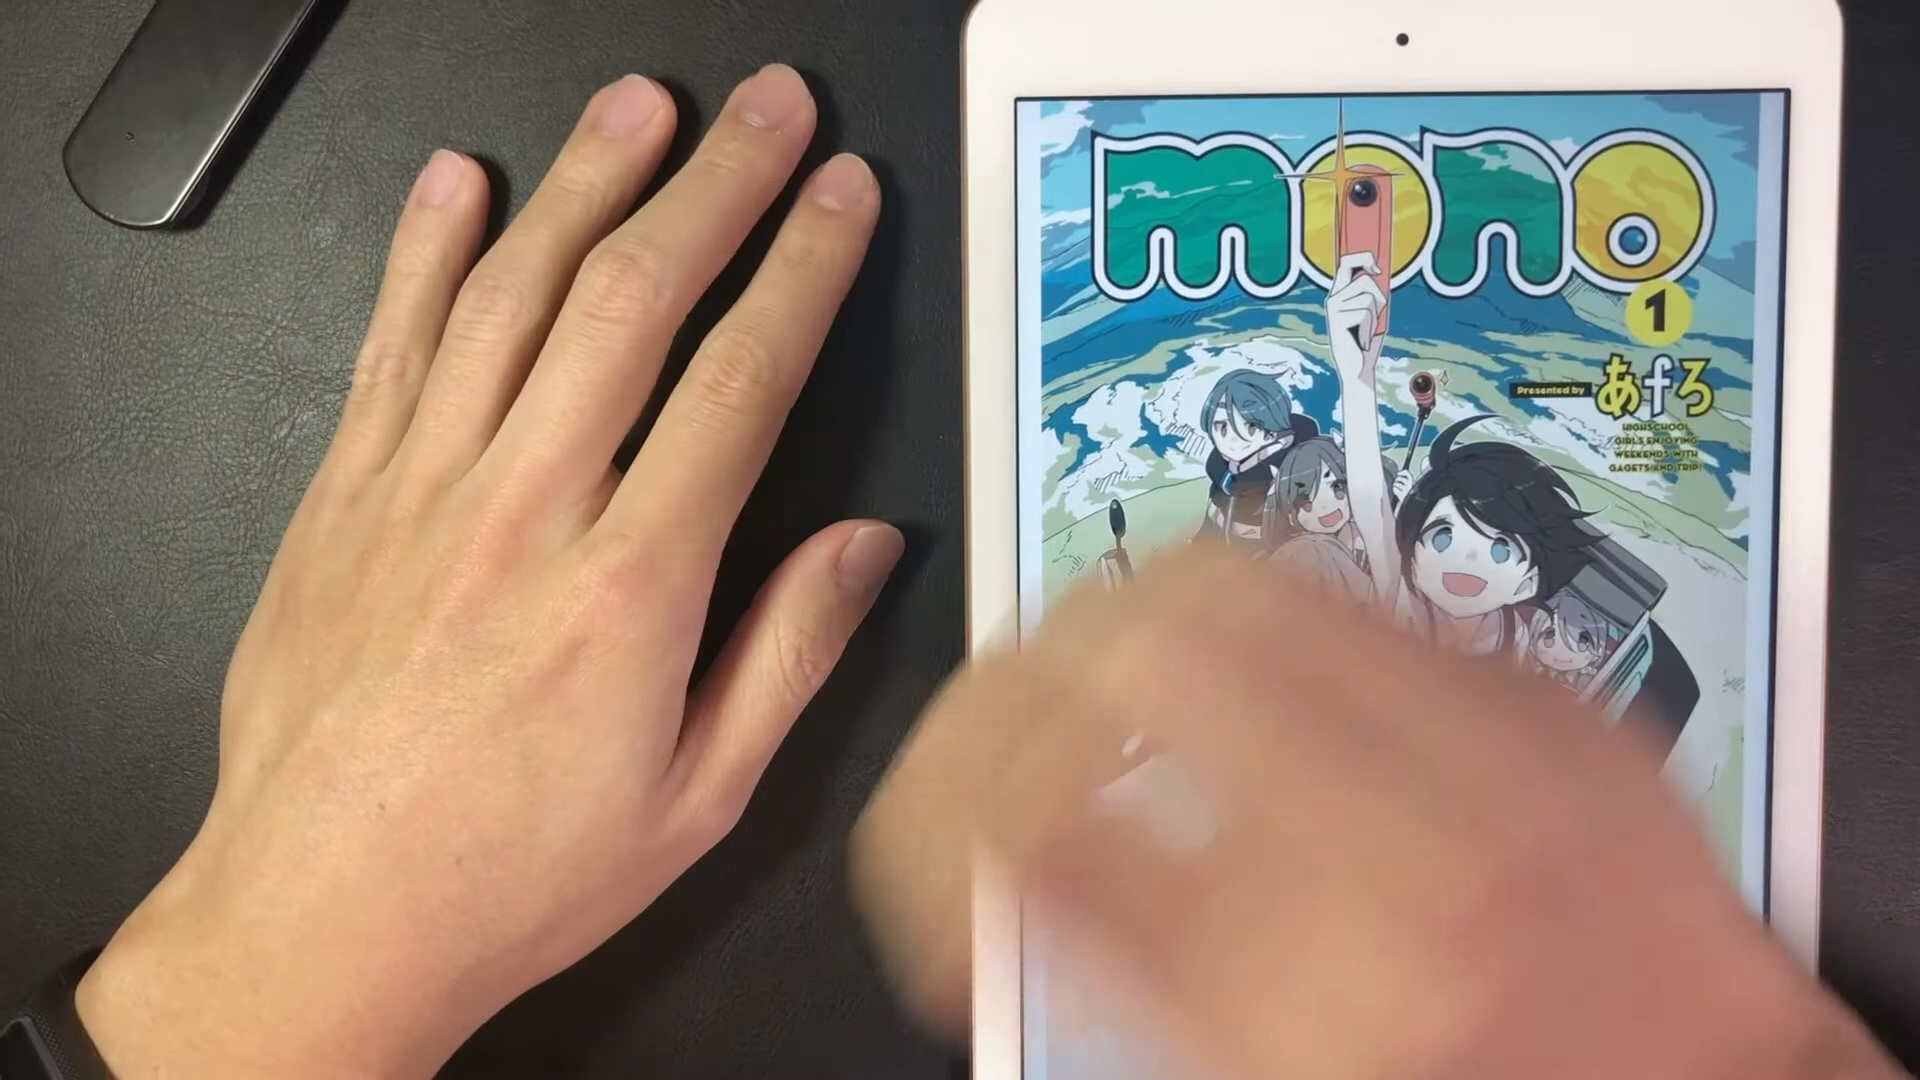 mono
1
Presented by あfろ
HIGHSCHOOL
GIRLS ENJOYING
WEEKENDS WITH
GAGETS AND TRIP!